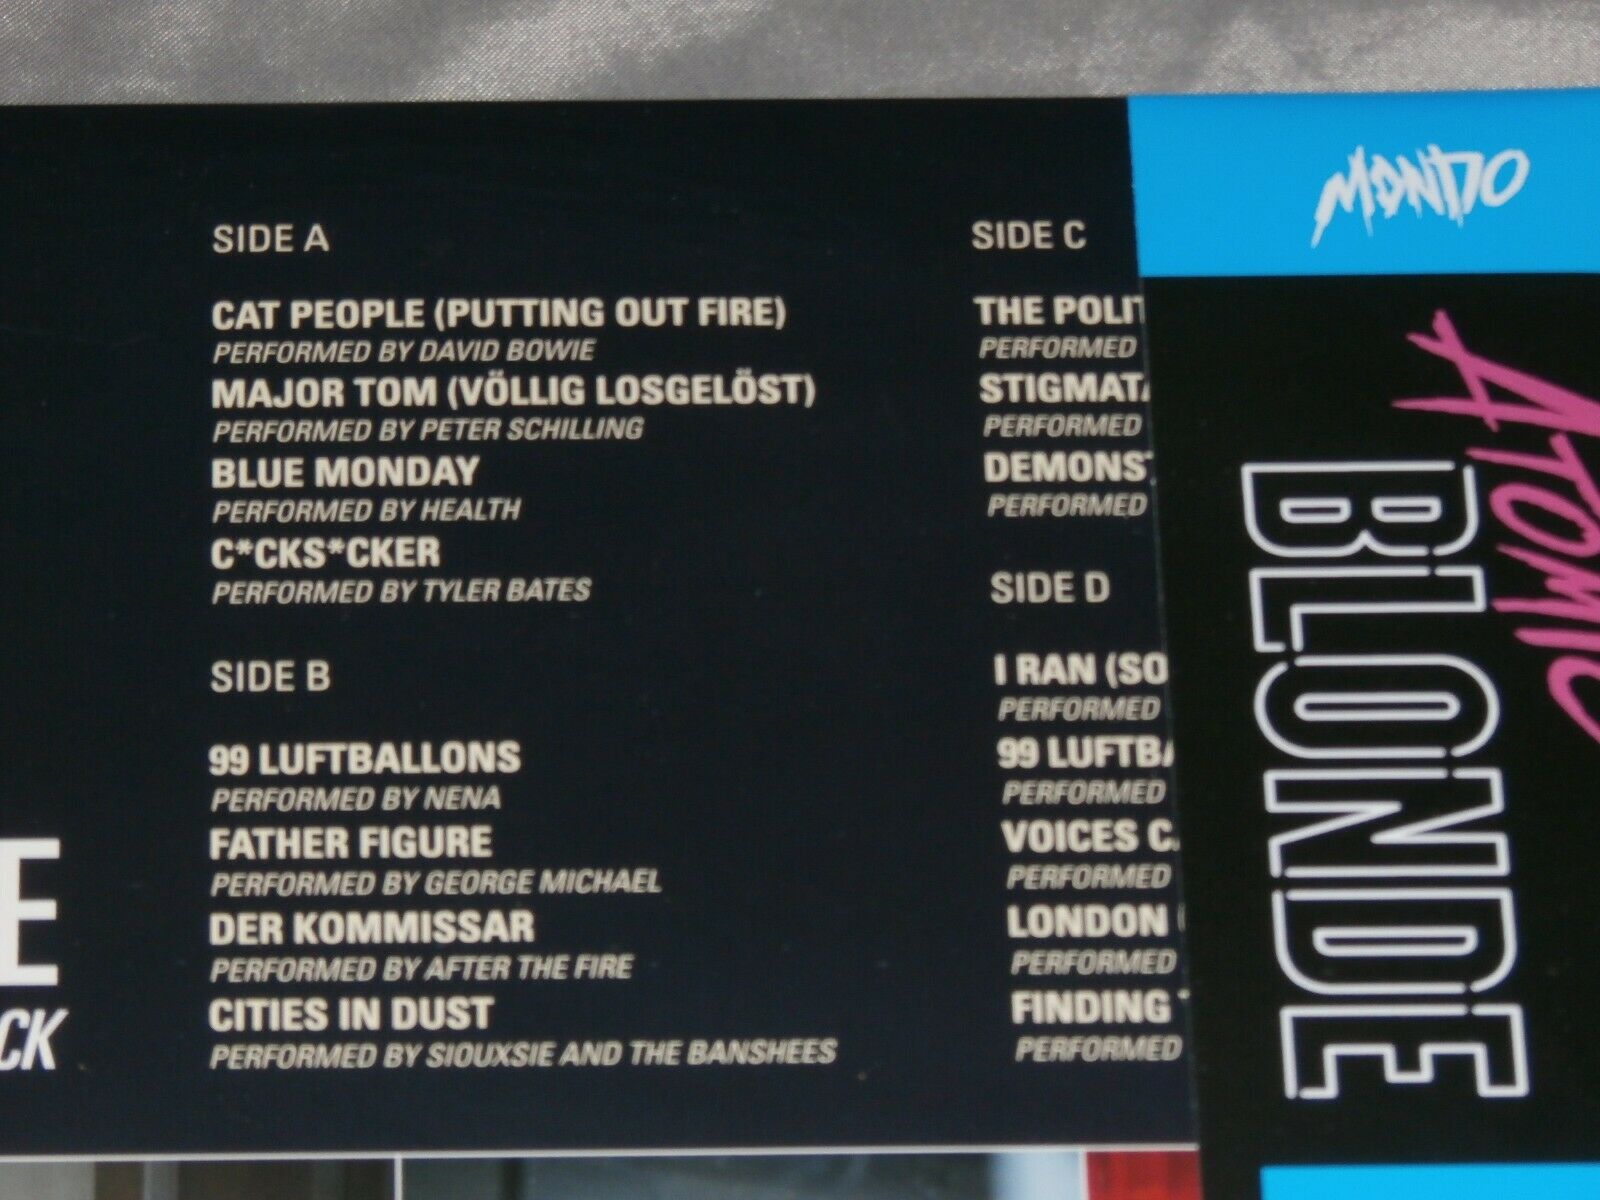 SIDE A
CAT PEOPLE (PUTTING OUT FIRE)
PERFORMED BY DAVID BOWIE
MAJOR TOM (VÖLLIG LOSGELÖST)
PERFORMED BY PETER SCHILLING
BLUE MONDAY
PERFORMED BY HEALTH
C*CKS*CKER
PERFORMED BY TYLER BATES
SIDE B
99 LUFTBALLONS
PERFORMED BY NENA
FATHER FIGURE
PERFORMED BY GEORGE MICHAEL
DER KOMMISSAR
PERFORMED BY AFTER THE FIRE
CITIES IN DUST
PERFORMED BY SIOUXSIE AND THE BANSHEES
SIDE C
THE POLIT
PERFORMED
STIGMATA
PERFORMED
DEMONST
PERFORMED
SIDE D
I RAN (SO
PERFORMED
99 LUFTBA
PERFORMED
VOICES C
PERFORMED
LONDON
PERFORMED
FINDING
PERFORMED
E
CK
MONDO
ATOMIC
BLONDE